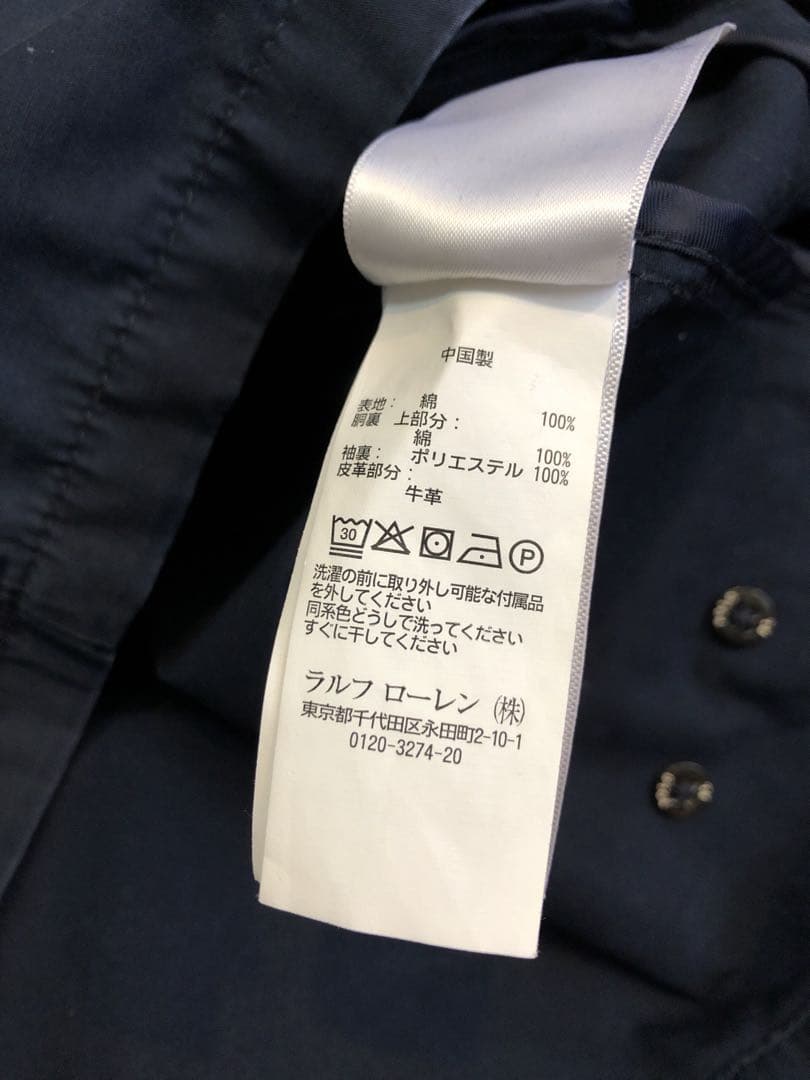 中国製
表地： 綿 100%
胴裏 上部分：
綿 100%
袖裏： ポリエステル 100%
皮革部分：
牛革
30 P
洗濯の前に取り外し可能な付属品
を外してください
同系色どうしで洗ってください
すぐに干してください
ラルフ ローレン (株)
東京都千代田区永田町2-10-1
0120-3274-20